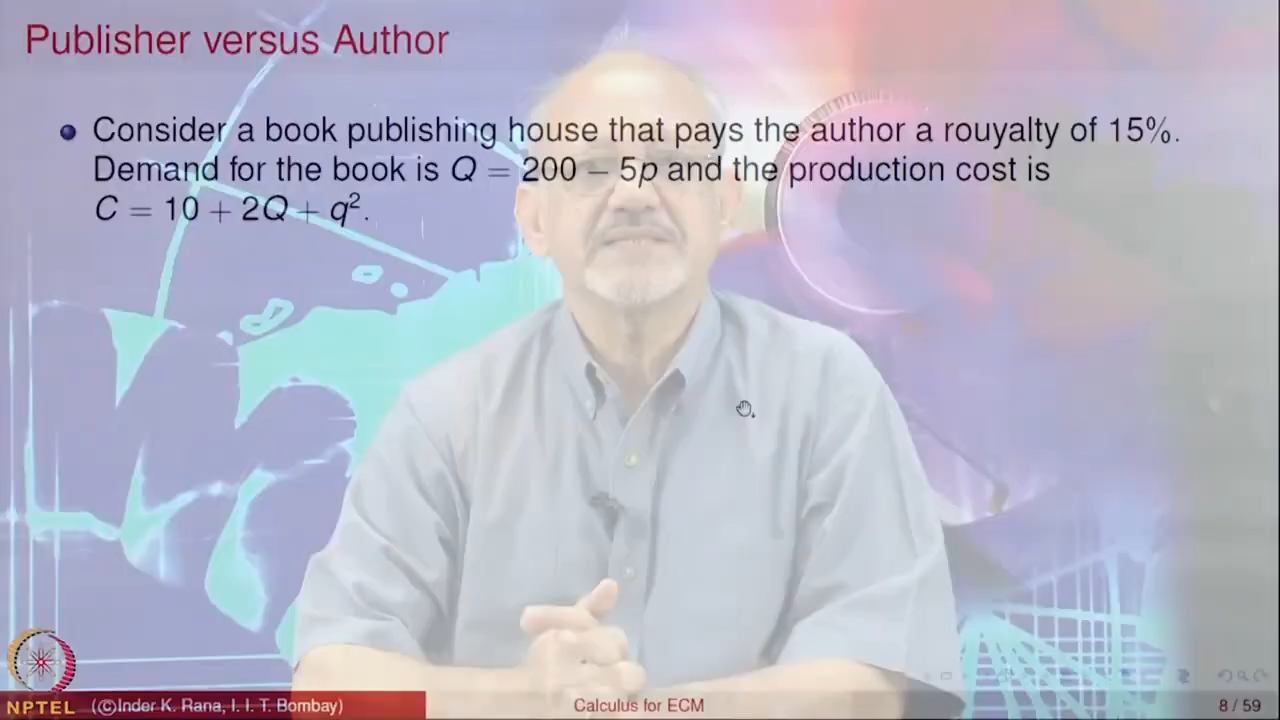 Publisher versus Author
Consider a book publishing house that pays the author a rouyalty of 15%.
Demand for the book is Q = 200 − 5p and the production cost is
C = 10 + 2Q + q².
NPTEL (©Inder K. Rana, I. I. T. Bombay) Calculus for ECM 8 / 59